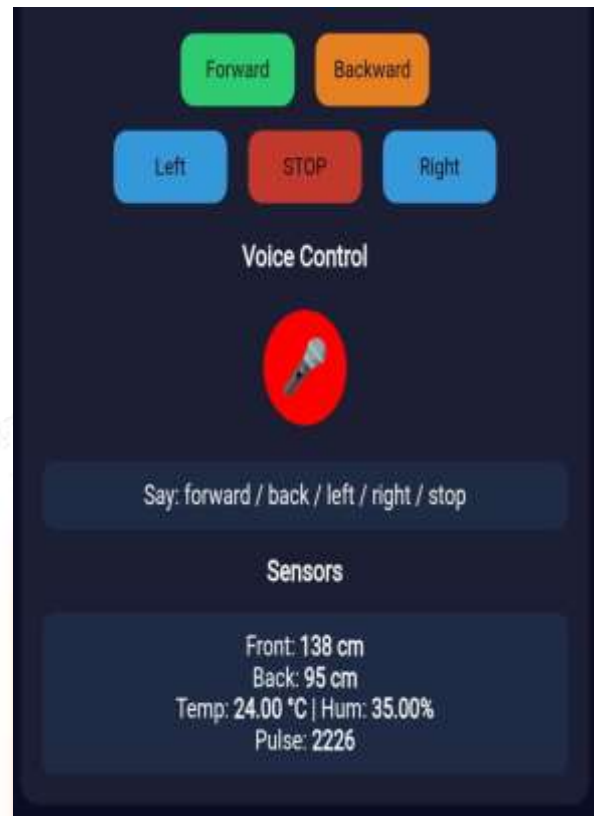 Forward Backward
Left STOP Right
Voice Control
Say: forward / back / left / right / stop
Sensors
Front: 138 cm
Back: 95 cm
Temp: 24.00 °C | Hum: 35.00%
Pulse: 2226